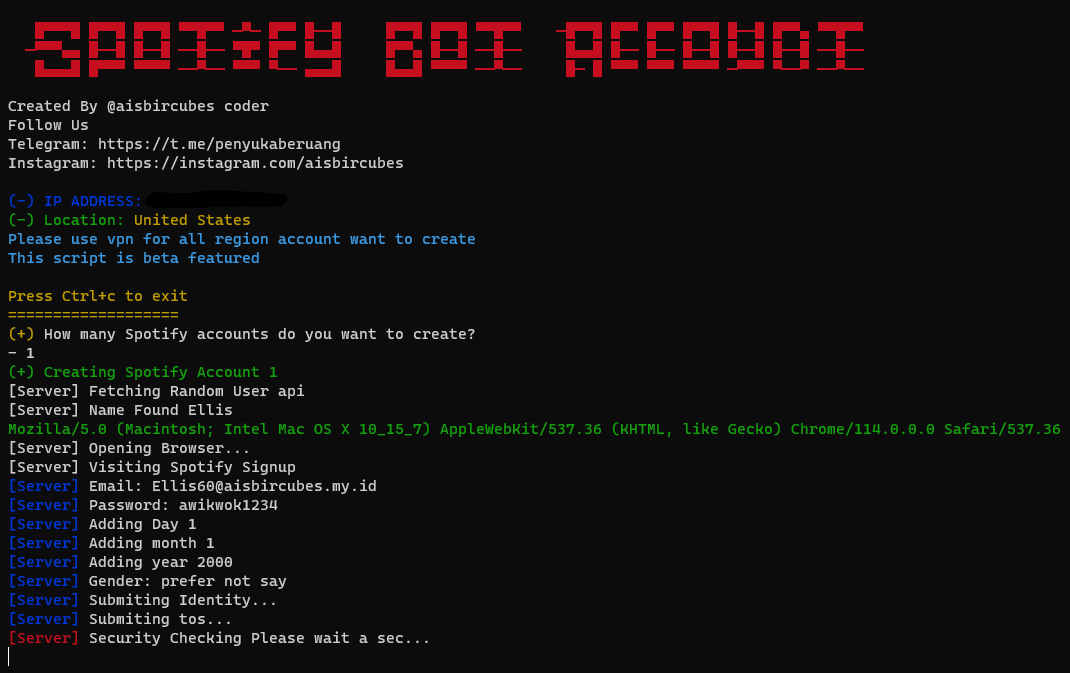 SPOTIFY BOT ACCOUNT
Created By @aisbircubes coder
Follow Us
Telegram: https://t.me/penyukaberuang
Instagram: https://instagram.com/aisbircubes
(-) IP ADDRESS:
(-) Location: United States
Please use vpn for all region account want to create
This script is beta featured
Press Ctrl+c to exit
===================
(+) How many Spotify accounts do you want to create?
- 1
(+) Creating Spotify Account 1
[Server] Fetching Random User api
[Server] Name Found Ellis
Mozilla/5.0 (Macintosh; Intel Mac OS X 10_15_7) AppleWebKit/537.36 (KHTML, like Gecko) Chrome/114.0.0.0 Safari/537.36
[Server] Opening Browser...
[Server] Visiting Spotify Signup
[Server] Email: Ellis60@aisbircubes.my.id
[Server] Password: awikwok1234
[Server] Adding Day 1
[Server] Adding month 1
[Server] Adding year 2000
[Server] Gender: prefer not say
[Server] Submiting Identity...
[Server] Submiting tos...
[Server] Security Checking Please wait a sec...